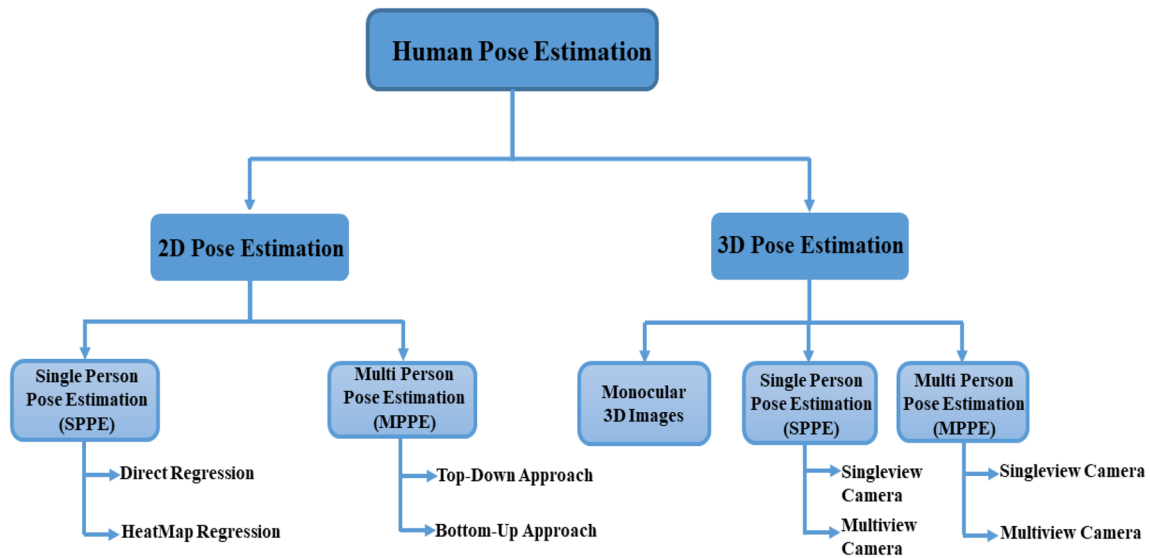 Human Pose Estimation
2D Pose Estimation
3D Pose Estimation
Single Person
Pose Estimation
(SPPE)
Multi Person
Pose Estimation
(MPPE)
Monocular
3D Images
Single Person
Pose Estimation
(SPPE)
Multi Person
Pose Estimation
(MPPE)
Direct Regression
HeatMap Regression
Top-Down Approach
Bottom-Up Approach
Singleview
Camera
Multiview
Camera
Singleview Camera
Multiview Camera